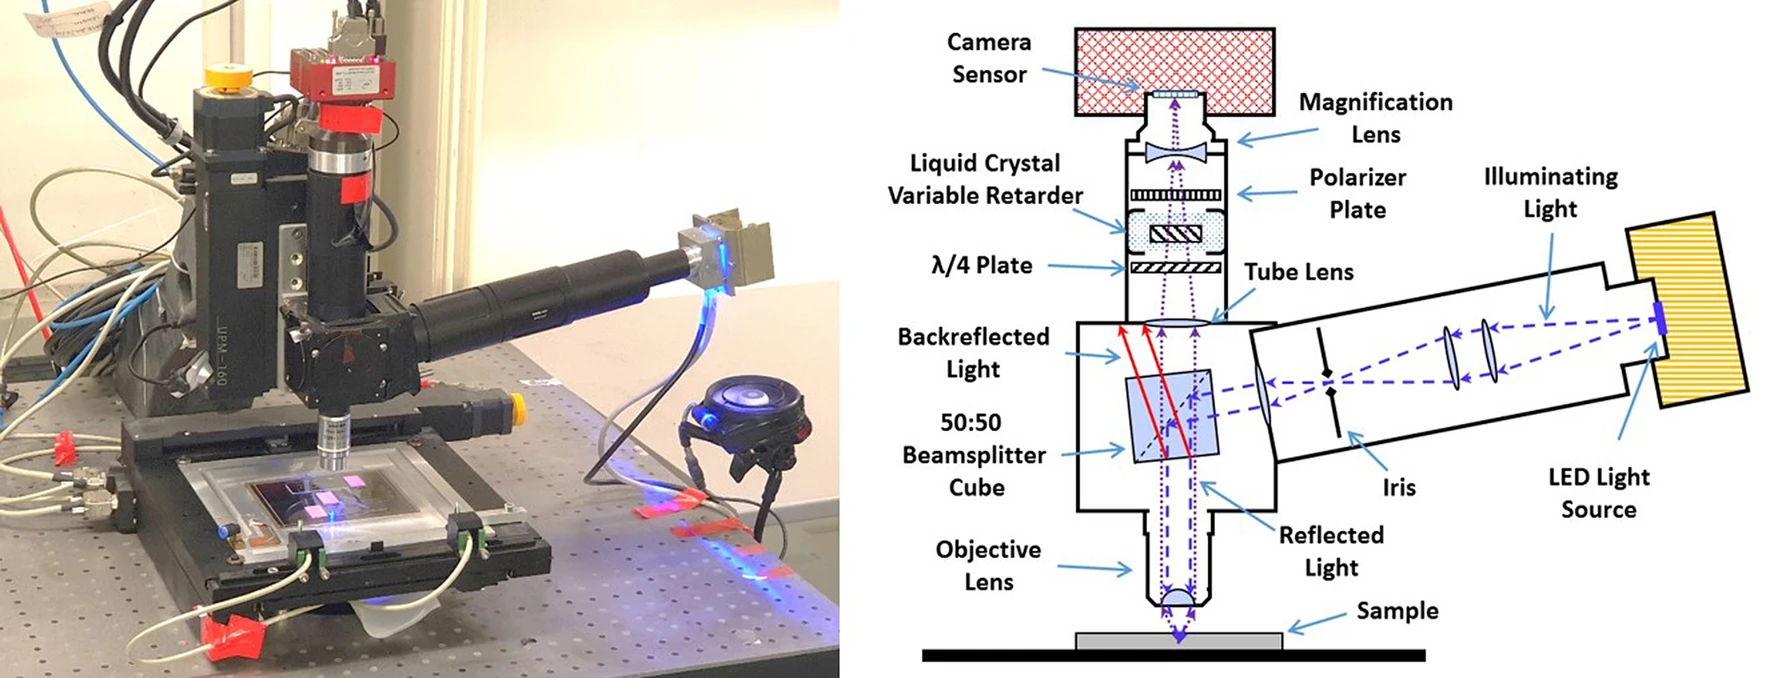 UPM-160
Camera
Sensor
Magnification
Lens
Liquid Crystal
Variable Retarder
Polarizer
Plate
Illuminating
Light
λ/4 Plate
Tube Lens
Backreflected
Light
50:50
Beamsplitter
Cube
Iris
LED Light
Source
Reflected
Light
Objective
Lens
Sample